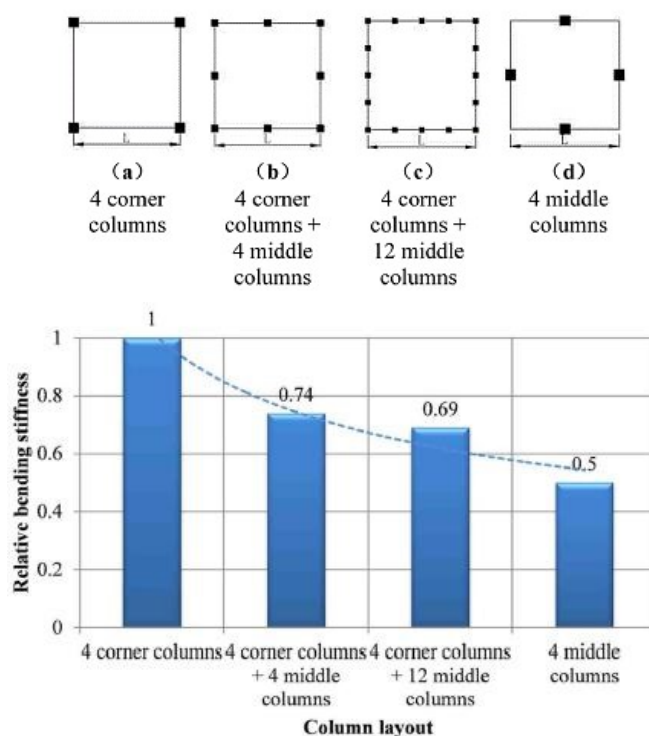 L
L
L
L
(a)
(b)
(c)
(d)
4 corner
columns
4 corner
columns +
4 middle
columns
4 corner
columns +
12 middle
columns
4 middle
columns
1
0.8
0.6
0.4
0.2
0
Relative bending stiffness
1
0.74
0.69
0.5
4 corner columns
4 corner columns
+ 4 middle
columns
4 corner columns
+ 12 middle
columns
4 middle
columns
Column layout